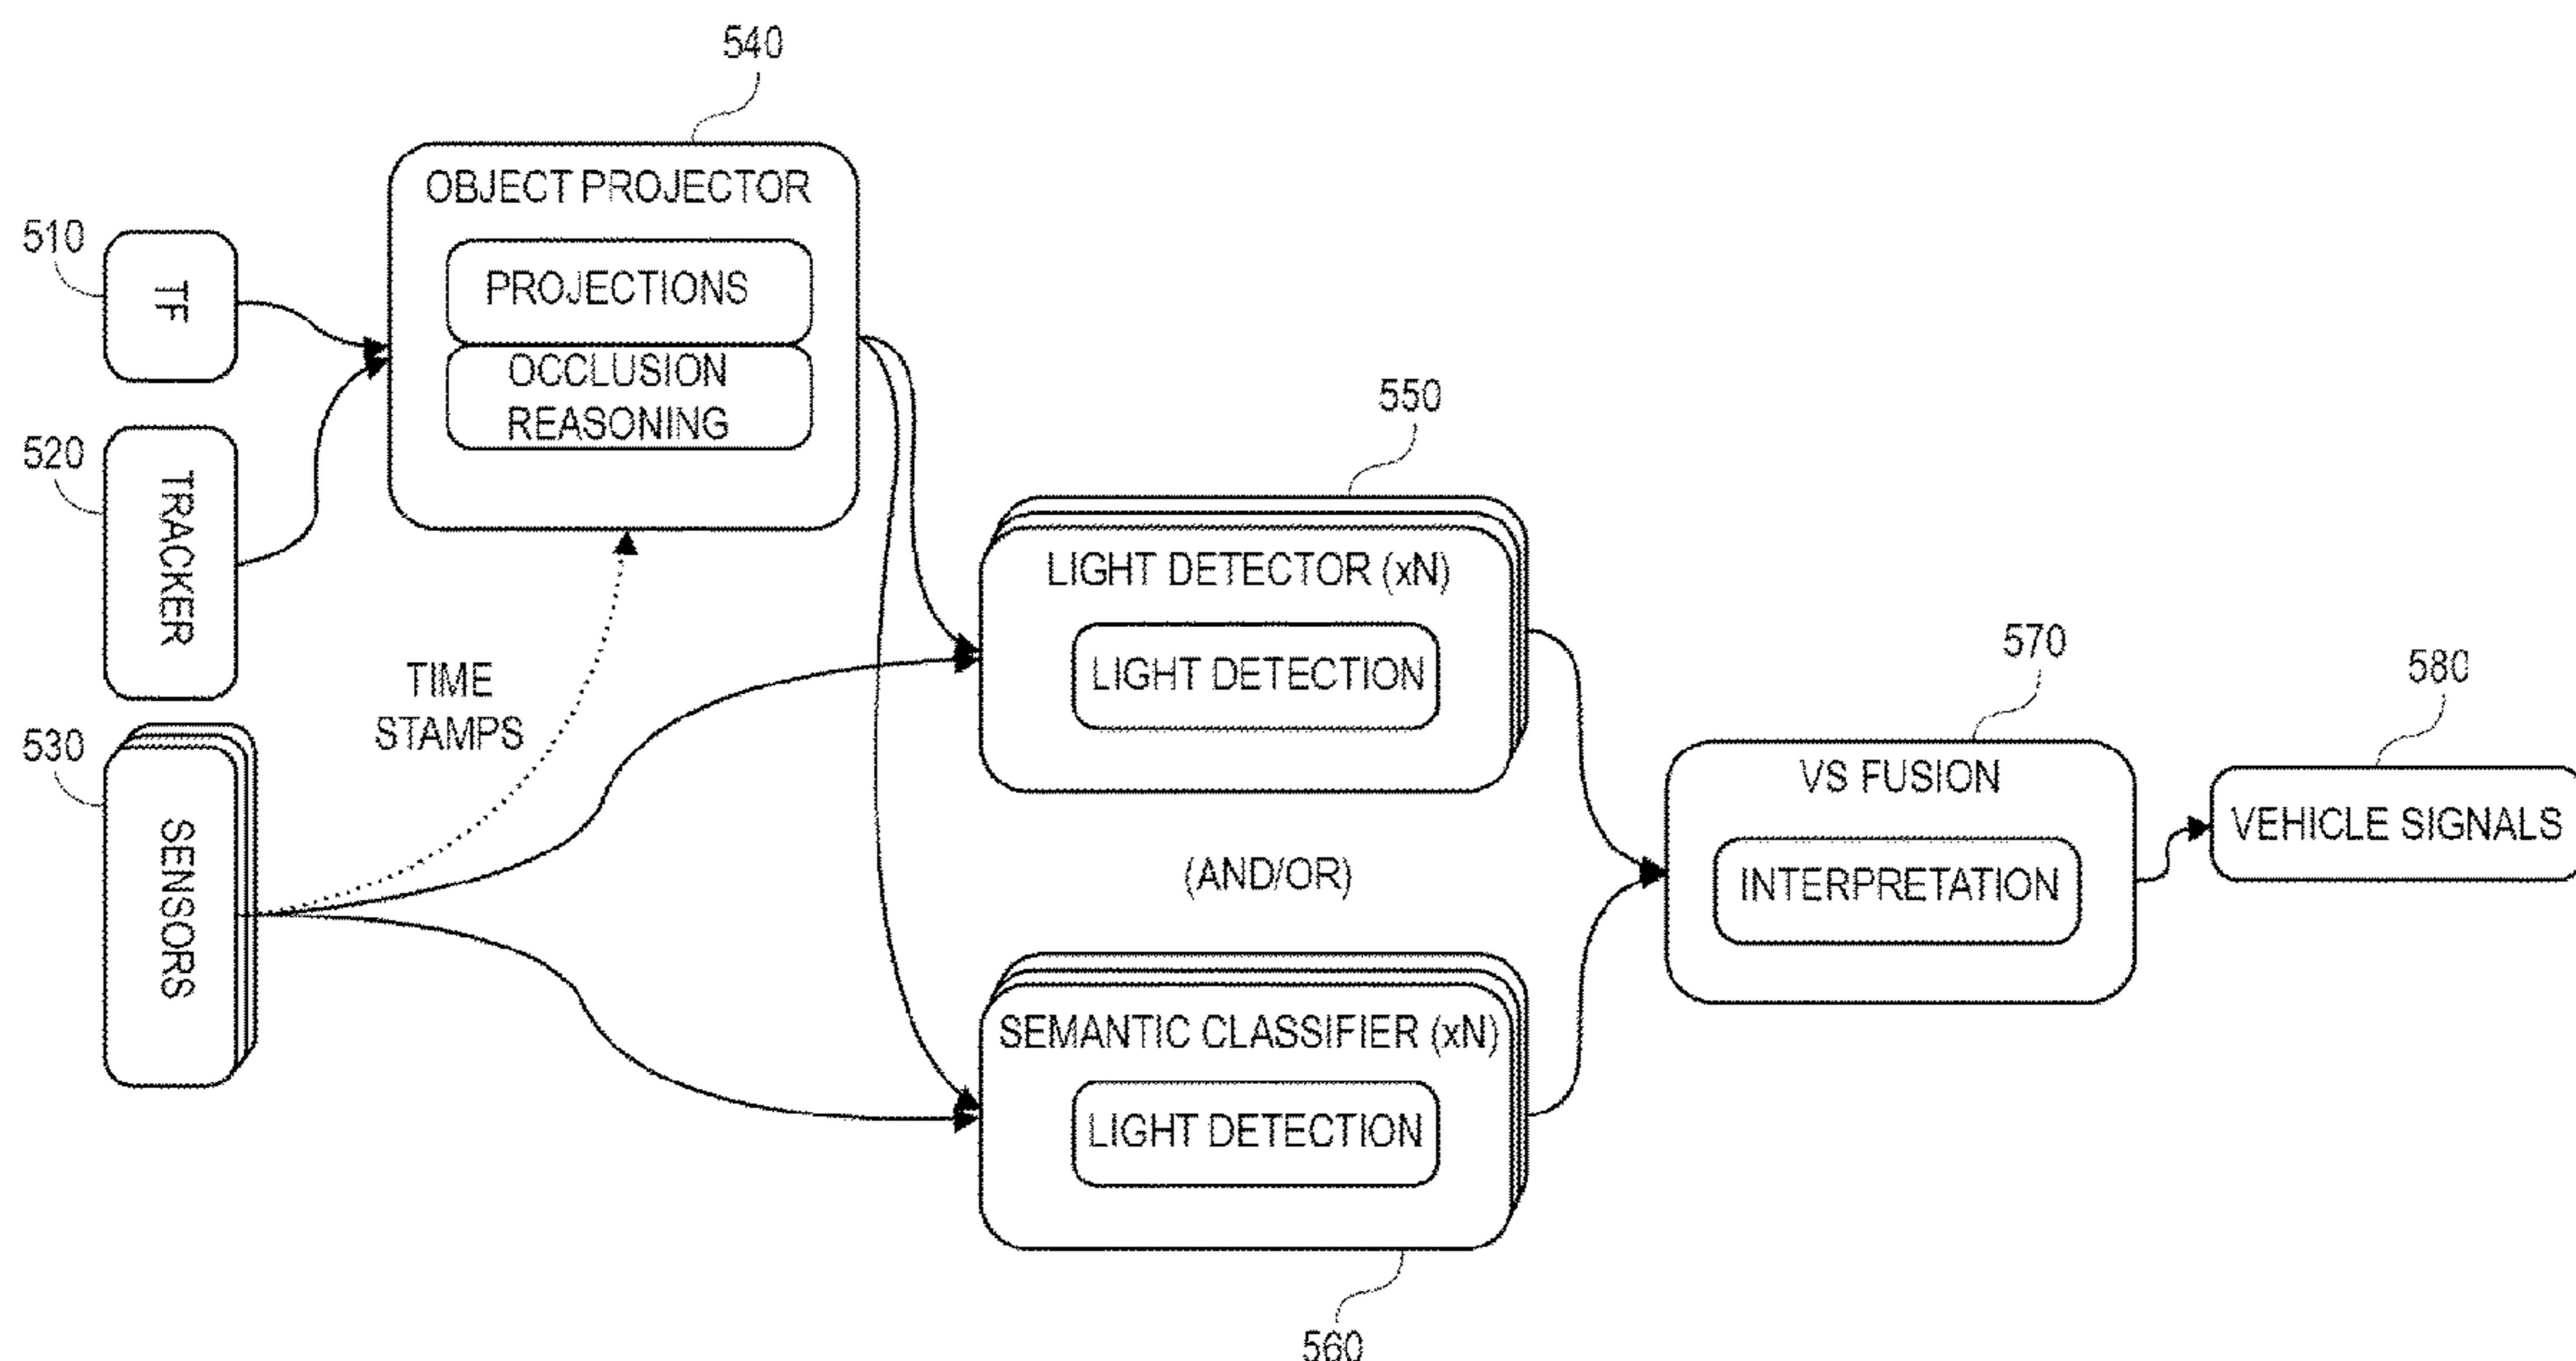 540
OBJECT PROJECTOR
PROJECTIONS
OCCLUSION
REASONING
510
TF
520
TRACKER
530
SENSORS
TIME
STAMPS
550
LIGHT DETECTOR (xN)
LIGHT DETECTION
(AND/OR)
SEMANTIC CLASSIFIER (xN)
LIGHT DETECTION
560
570
VS FUSION
INTERPRETATION
580
VEHICLE SIGNALS